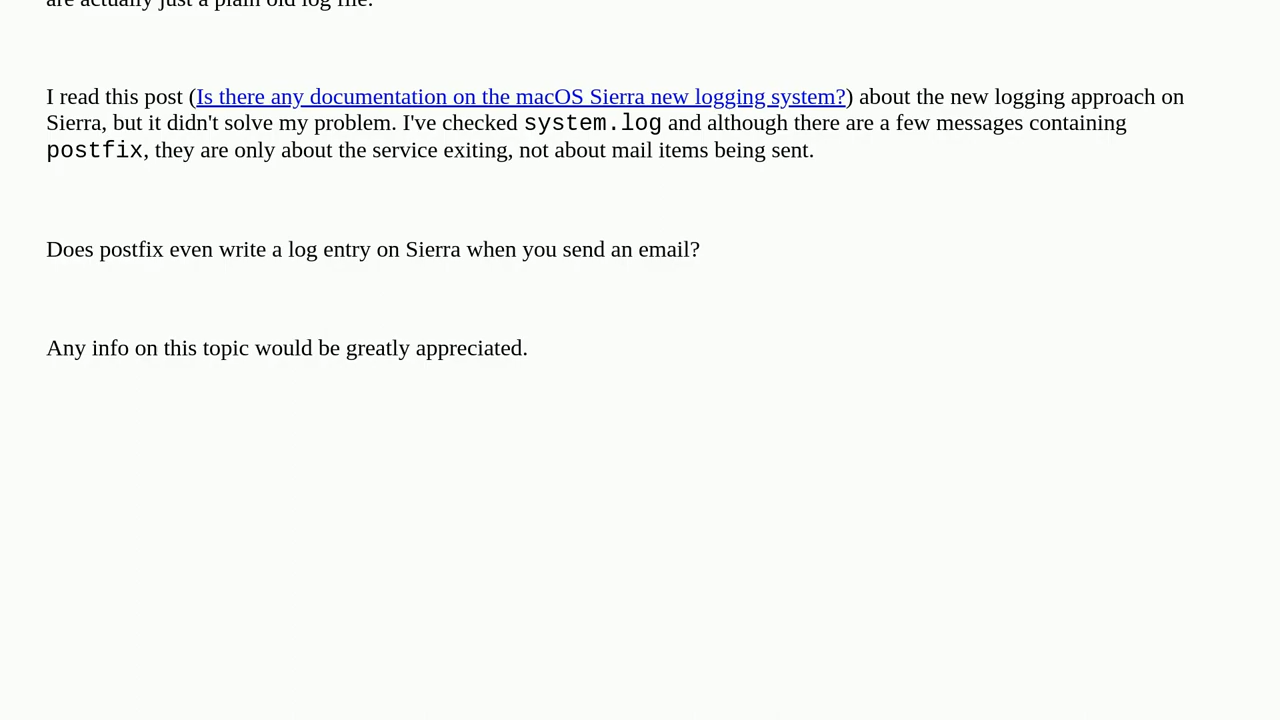 are actually just a plain old log file.
I read this post (Is there any documentation on the macOS Sierra new logging system?) about the new logging approach on
Sierra, but it didn't solve my problem. I've checked system.log and although there are a few messages containing
postfix, they are only about the service exiting, not about mail items being sent.
Does postfix even write a log entry on Sierra when you send an email?
Any info on this topic would be greatly appreciated.